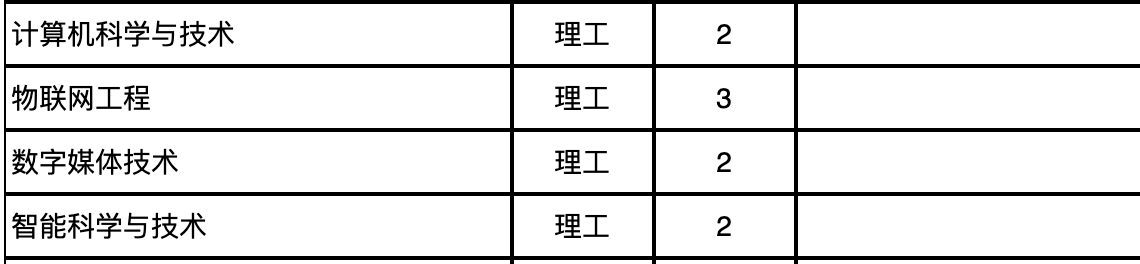 计算机科学与技术 理工 2
物联网工程 理工 3
数字媒体技术 理工 2
智能科学与技术 理工 2